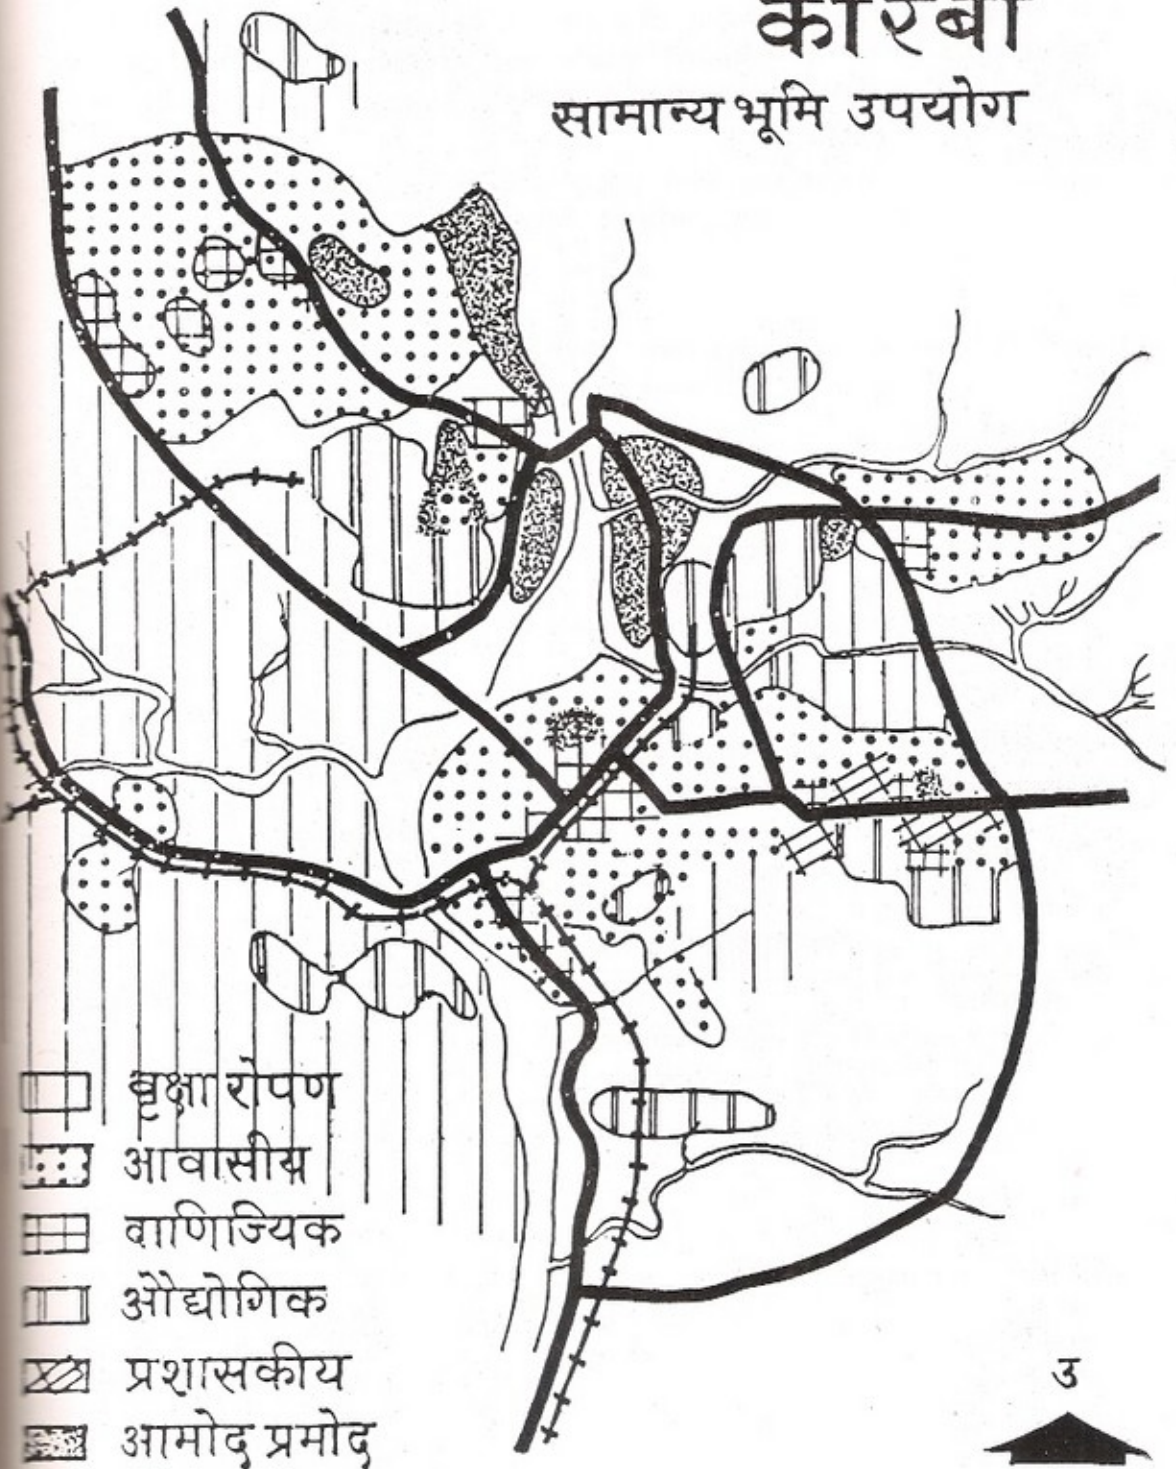 कोरबा
सामान्य भूमि उपयोग
वृक्षारोपण
आवासीय
वाणिज्यिक
औद्योगिक
प्रशासकीय
आमोद प्रमोद
उ